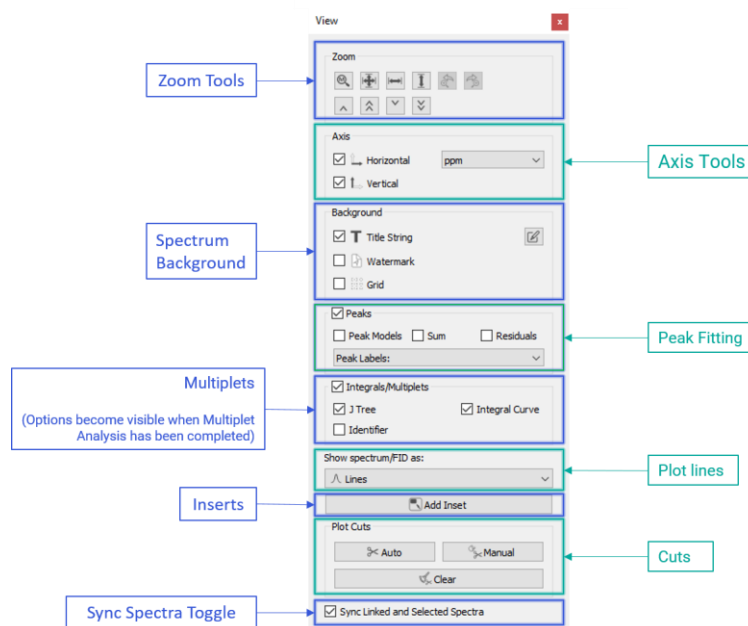 View
x
Zoom
Zoom Tools
Axis
Horizontal
ppm
Axis Tools
Vertical
Background
Title String
Spectrum
Background
Watermark
Grid
Peaks
Peak Models
Sum
Residuals
Peak Fitting
Peak Labels:
Multiplets
(Options become visible when Multiplet
Analysis has been completed)
Integrals/Multiplets
J Tree
Integral Curve
Identifier
Show spectrum/FID as:
Lines
Plot lines
Inserts
Add Inset
Plot Cuts
Auto
Manual
Cuts
Clear
Sync Spectra Toggle
Sync Linked and Selected Spectra